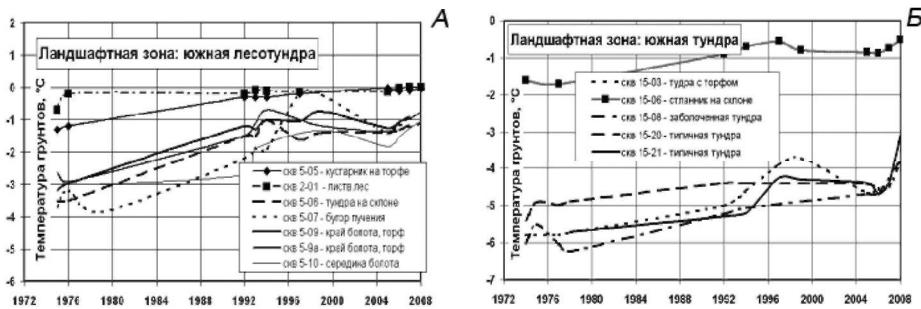 А
Ландшафтная зона: южная лесотундра
Температура грунтов, °С
2
1
0
-1
-2
-3
-4
-5
-6
1972 1976 1980 1984 1988 1992 1996 2000 2004 2008
скв 5-05 - кустарник на торфе
скв 2-01 - листв лес
скв 5-06 - тундра на склоне
скв 5-07 - бугор пучения
скв 5-09 - край болота, торф
скв 5-9а - край болота, торф
скв 5-10 - середина болота
Б
Ландшафтная зона: южная тундра
Температура грунтов, °С
0
-1
-2
-3
-4
-5
-6
-7
1972 1976 1980 1984 1988 1992 1996 2000 2004 2008
скв 15-03 - тудра с торфом
скв 15-06 - стланник на склоне
скв 15-08 - заболоченная тундра
скв 15-20 - типичная тундра
скв 15-21 - типичная тундра